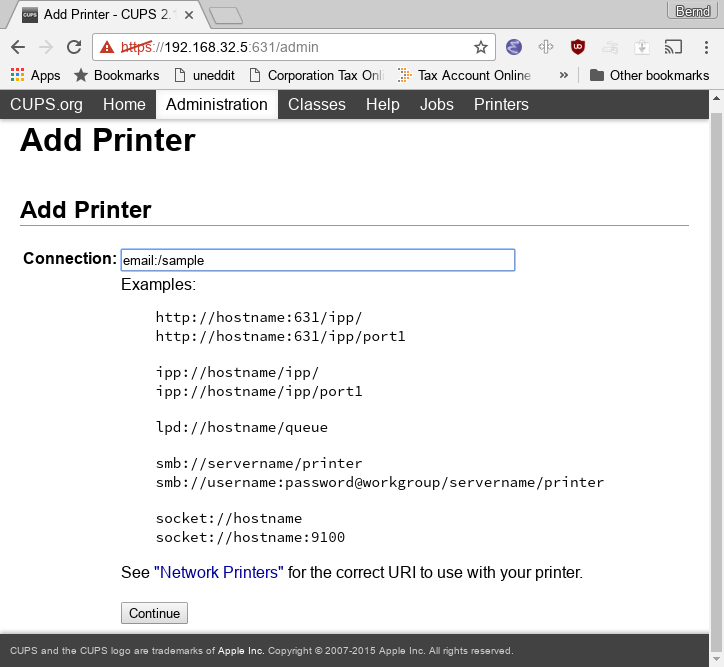 CUPS
Add Printer - CUPS 2.1
Bernd
https://192.168.32.5:631/admin
Apps Bookmarks uneddit Corporation Tax Onli Tax Account Online » Other bookmarks
CUPS.org Home Administration Classes Help Jobs Printers
Add Printer
Add Printer
Connection: email:/sample
Examples:
http://hostname:631/ipp/
http://hostname:631/ipp/port1
ipp://hostname/ipp/
ipp://hostname/ipp/port1
lpd://hostname/queue
smb://servername/printer
smb://username:password@workgroup/servername/printer
socket://hostname
socket://hostname:9100
See "Network Printers" for the correct URI to use with your printer.
Continue
CUPS and the CUPS logo are trademarks of Apple Inc. Copyright © 2007-2015 Apple Inc. All rights reserved.